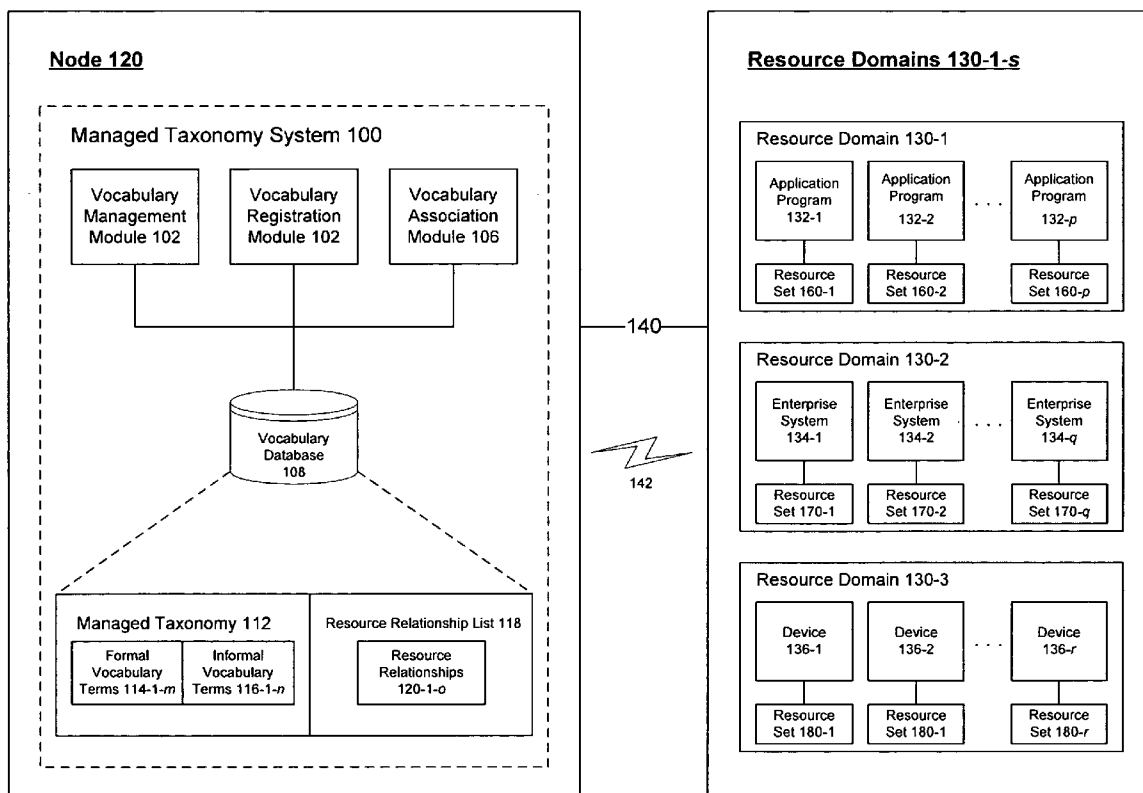 Node 120
Managed Taxonomy System 100
Vocabulary
Management
Module 102
Vocabulary
Registration
Module 102
Vocabulary
Association
Module 106
Vocabulary
Database
108
Managed Taxonomy 112
Formal
Vocabulary
Terms 114-1-m
Informal
Vocabulary
Terms 116-1-n
Resource Relationship List 118
Resource
Relationships
120-1-o
140
142
Resource Domains 130-1-s
Resource Domain 130-1
Application
Program
132-1
Application
Program
132-2
. . .
Application
Program
132-p
Resource
Set 160-1
Resource
Set 160-2
Resource
Set 160-p
Resource Domain 130-2
Enterprise
System
134-1
Enterprise
System
134-2
. . .
Enterprise
System
134-q
Resource
Set 170-1
Resource
Set 170-2
Resource
Set 170-q
Resource Domain 130-3
Device
136-1
Device
136-2
. . .
Device
136-r
Resource
Set 180-1
Resource
Set 180-1
Resource
Set 180-r